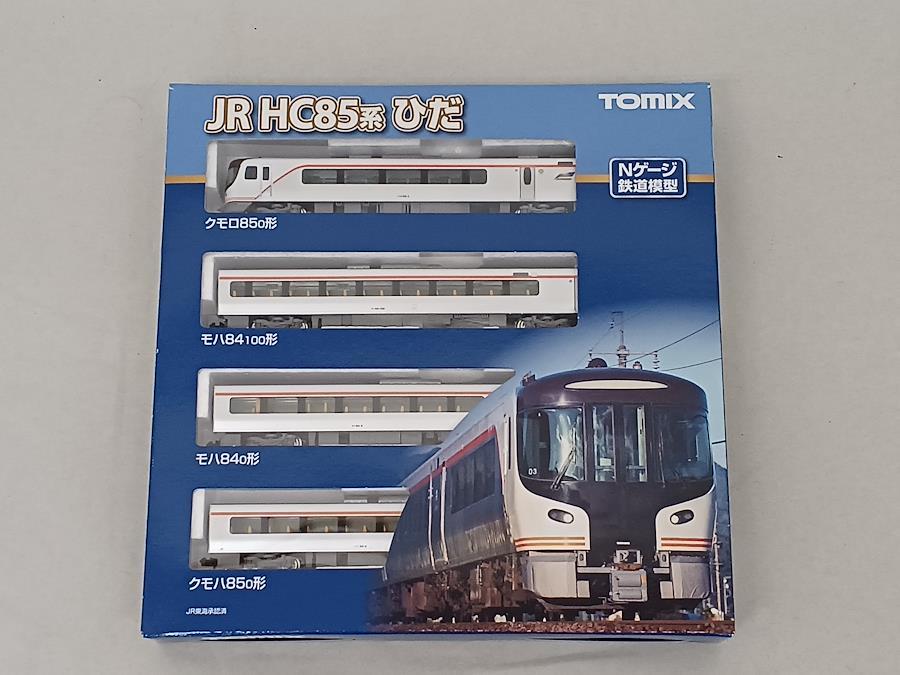 JR HC85系 ひだ
TOMIX
Nゲージ
鉄道模型
クモロ850形
モハ84100形
モハ840形
クモハ850形
03
JR東海承認済